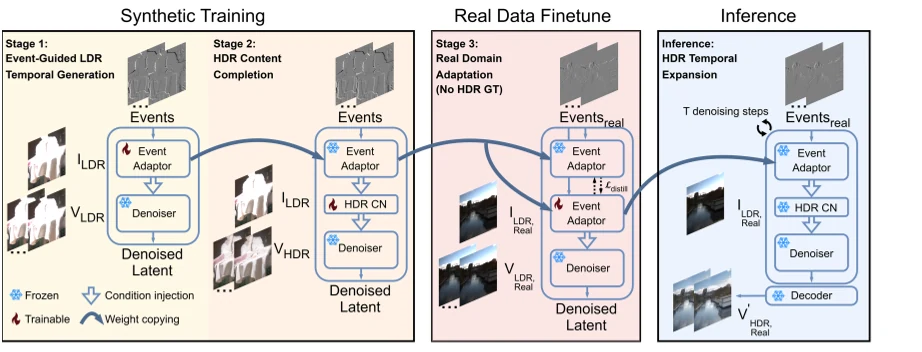 Synthetic Training
Real Data Finetune
Inference
Stage 1:
Event-Guided LDR
Temporal Generation
Events
I_LDR
V_LDR
Event
Adaptor
Denoiser
Denoised
Latent
Frozen
Condition injection
Trainable
Weight copying
Stage 2:
HDR Content
Completion
Events
I_LDR
V_HDR
Event
Adaptor
HDR CN
Denoiser
Denoised
Latent
Stage 3:
Real Domain
Adaptation
(No HDR GT)
Events_real
Event
Adaptor
ℒ_distill
Event
Adaptor
I_LDR, Real
V_LDR, Real
Denoiser
Denoised
Latent
Inference:
HDR Temporal
Expansion
T denoising steps
Events_real
Event
Adaptor
I_LDR, Real
HDR CN
Denoiser
Decoder
V'_HDR, Real